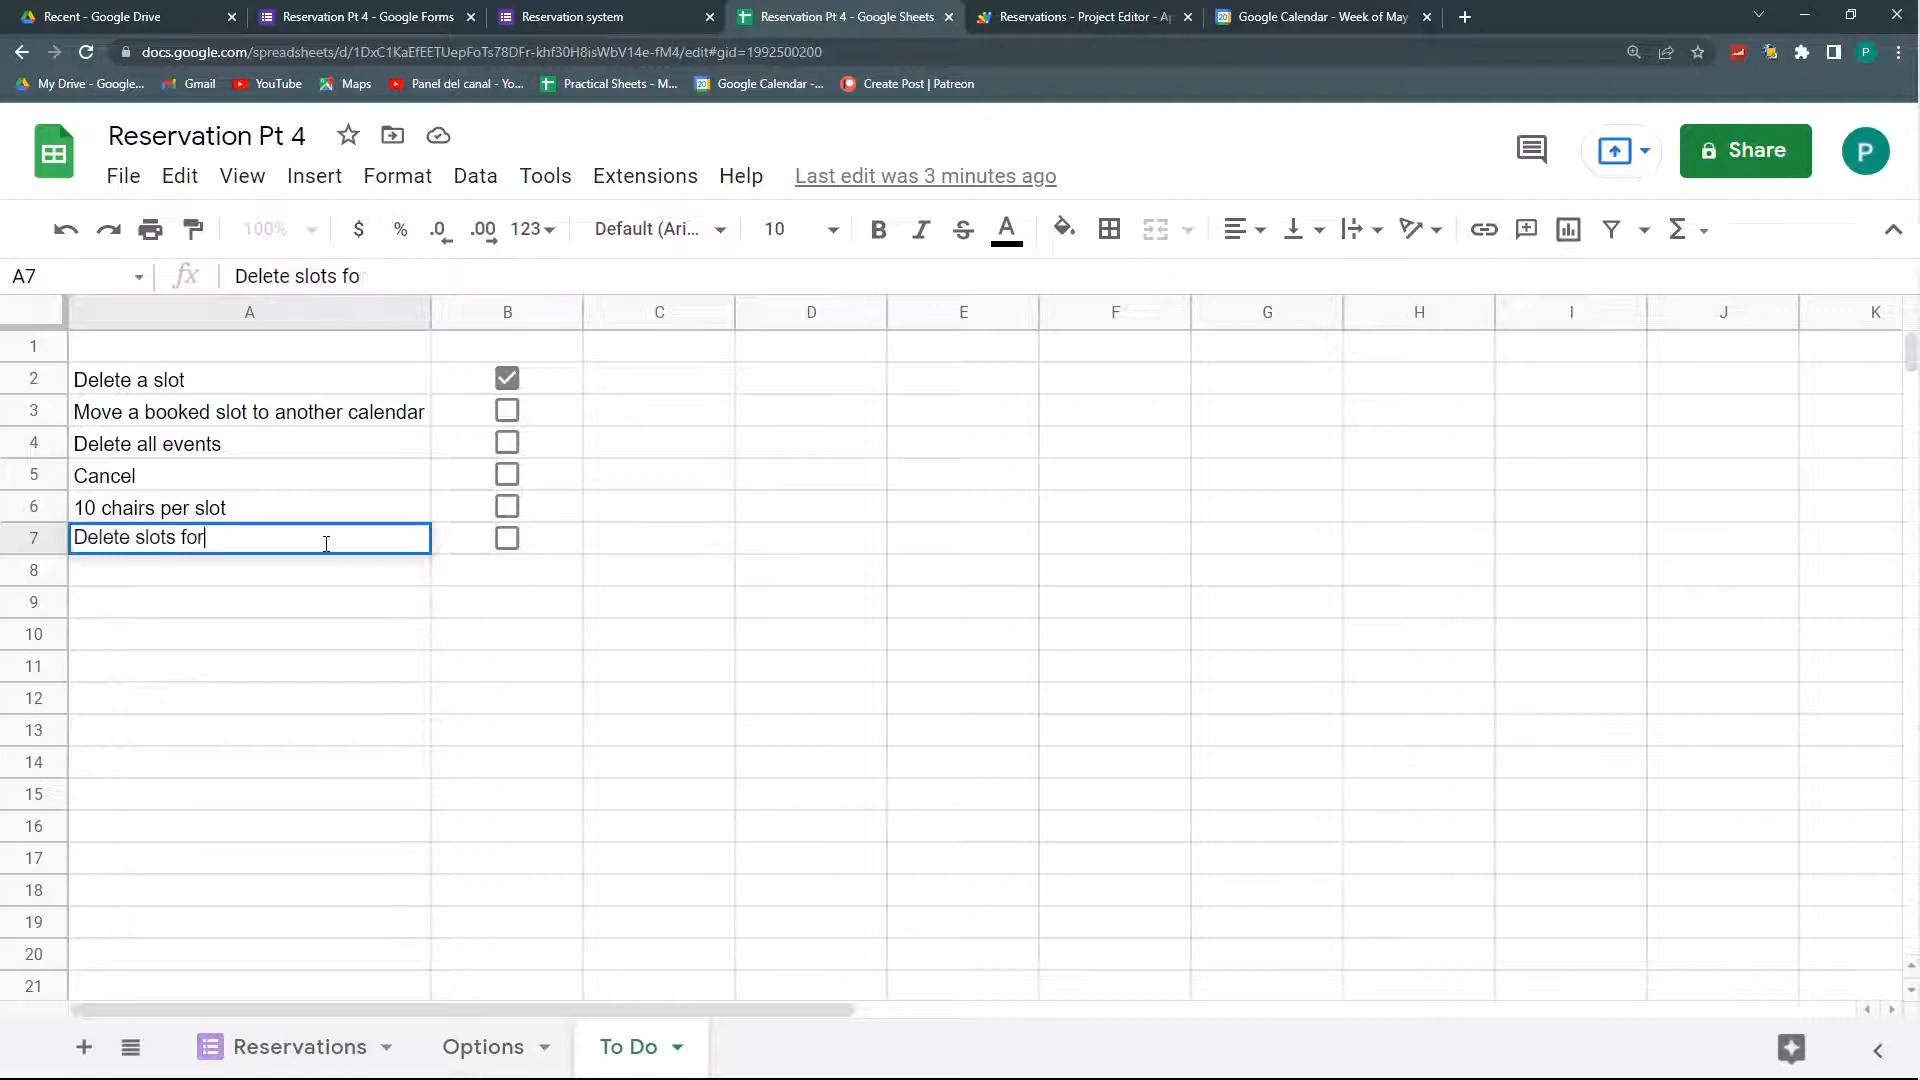 Recent - Google Drive
Reservation Pt 4 - Google Forms
Reservation system
Reservation Pt 4 - Google Sheets
Reservations - Project Editor - Ap
Google Calendar - Week of May
docs.google.com/spreadsheets/d/1DxC1KaEfEETUepFoTs78DFr-khf30H8isWbV14e-fM4/edit#gid=1992500200
P
My Drive - Google...
Gmail
YouTube
Maps
Panel del canal - Yo...
Practical Sheets - M...
Google Calendar -...
Create Post | Patreon
Reservation Pt 4
Share
P
File Edit View Insert Format Data Tools Extensions Help Last edit was 3 minutes ago
100% $ % .0 .00 123 Default (Ari... 10 B I S A
A7 fx Delete slots fo
A B C D E F G H I J K
1
2 Delete a slot
3 Move a booked slot to another calendar
4 Delete all events
5 Cancel
6 10 chairs per slot
7 Delete slots for
8
9
10
11
12
13
14
15
16
17
18
19
20
21
Reservations Options To Do